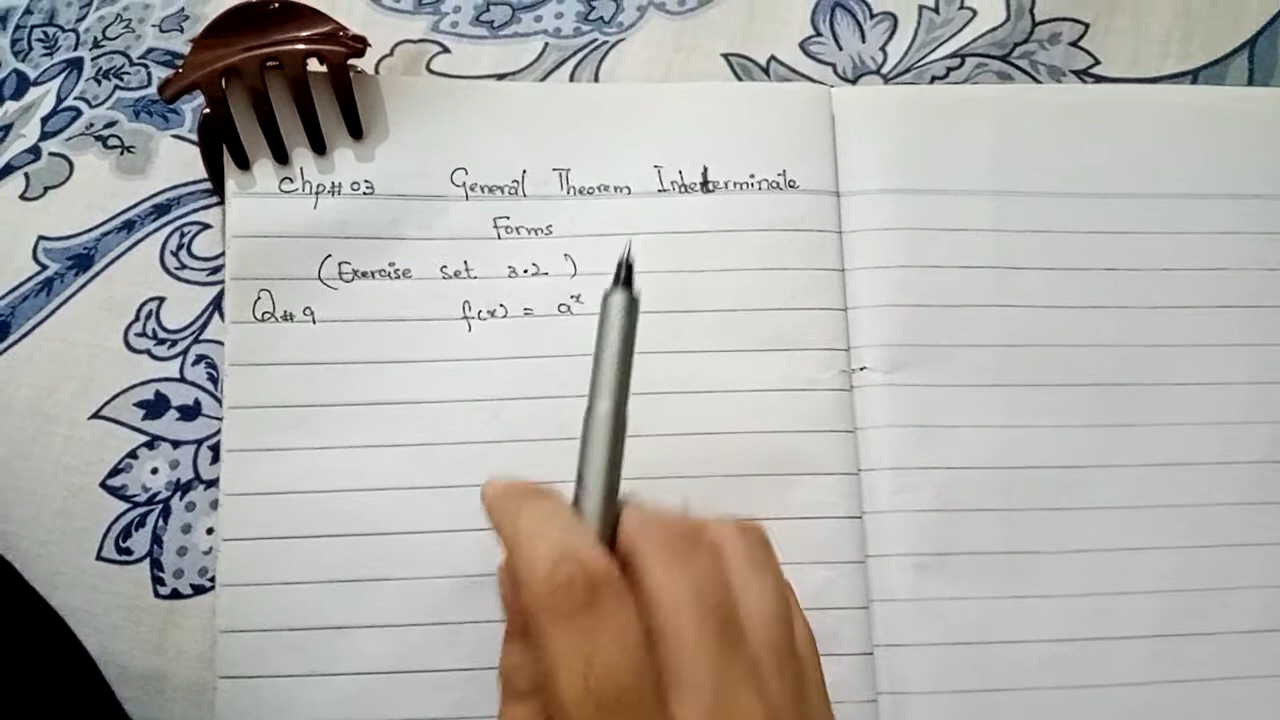 Chp# 03 General Theorem Indeterminate
Forms
(Exercise set 3.2)
Q#9 f(x) = a^x